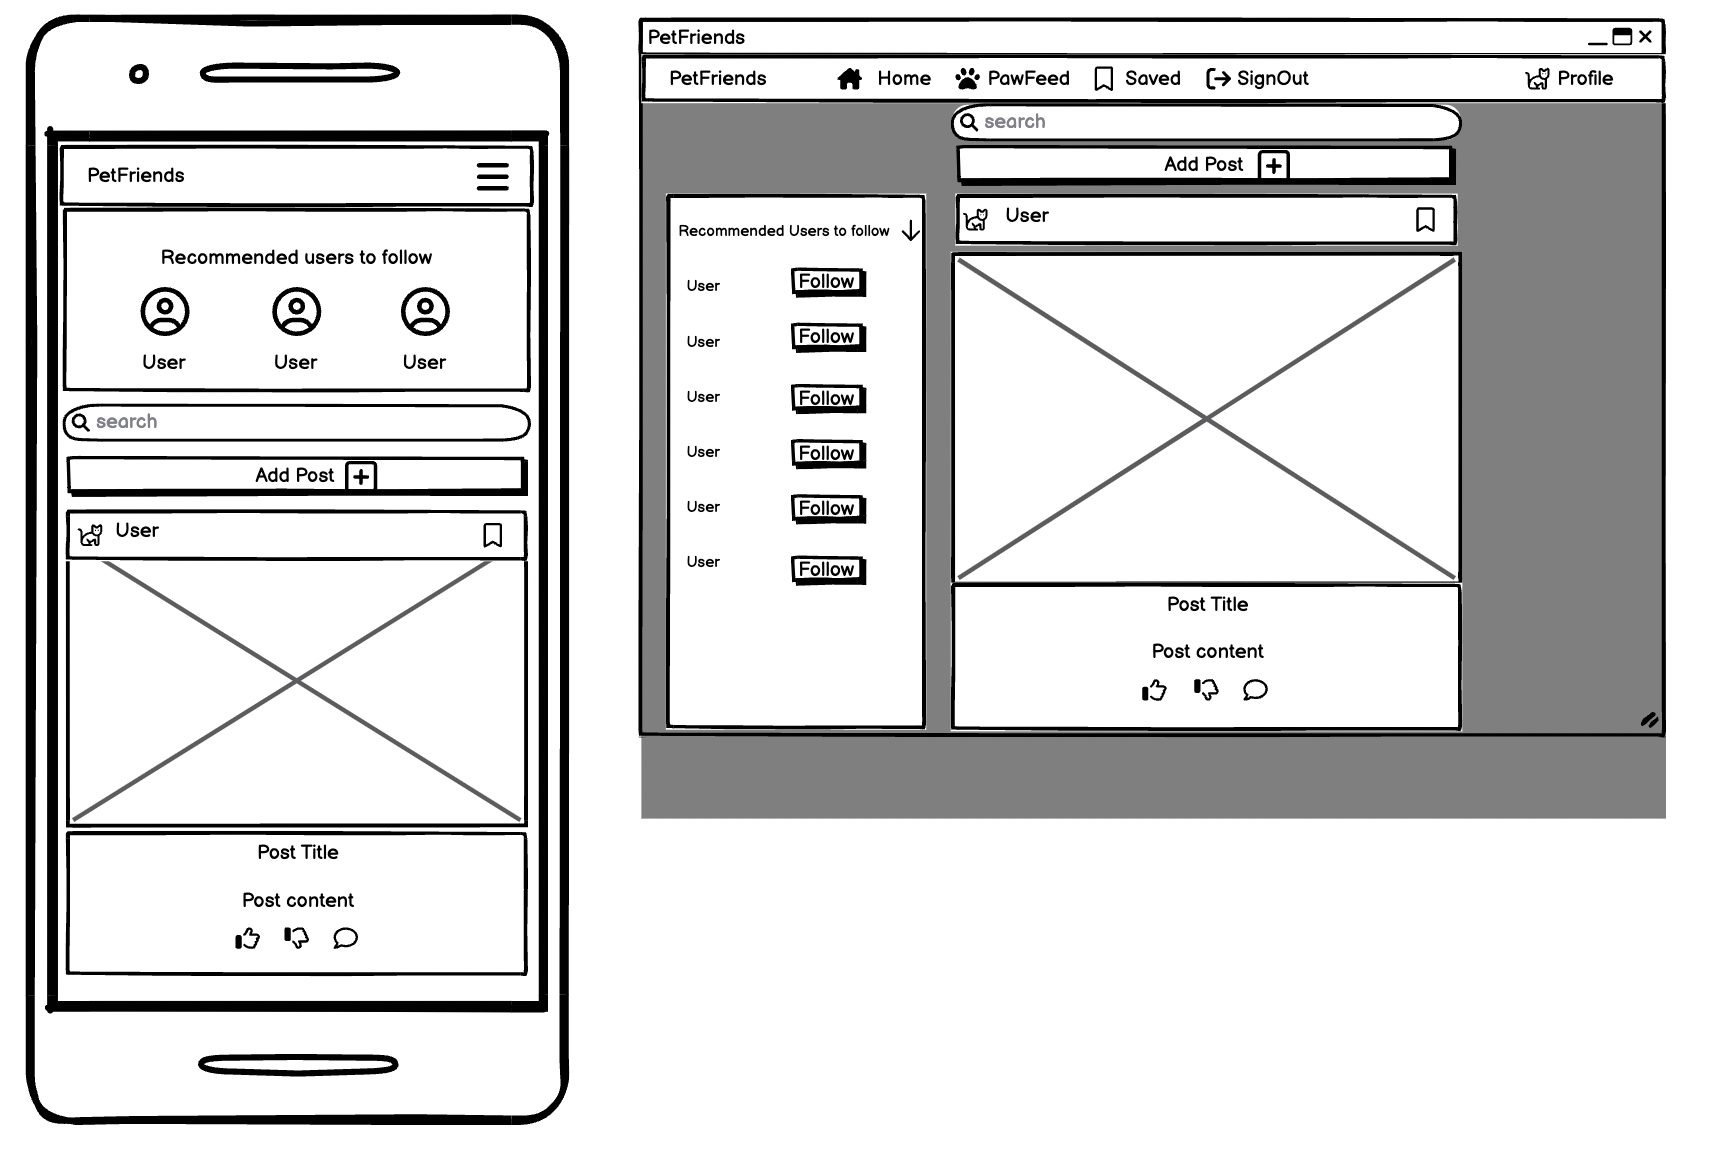 PetFriends
Recommended users to follow
User User User
search
Add Post
User
Post Title
Post content
PetFriends
PetFriends Home PawFeed Saved SignOut Profile
search
Add Post
Recommended Users to follow
User Follow
User Follow
User Follow
User Follow
User Follow
User Follow
User
Post Title
Post content